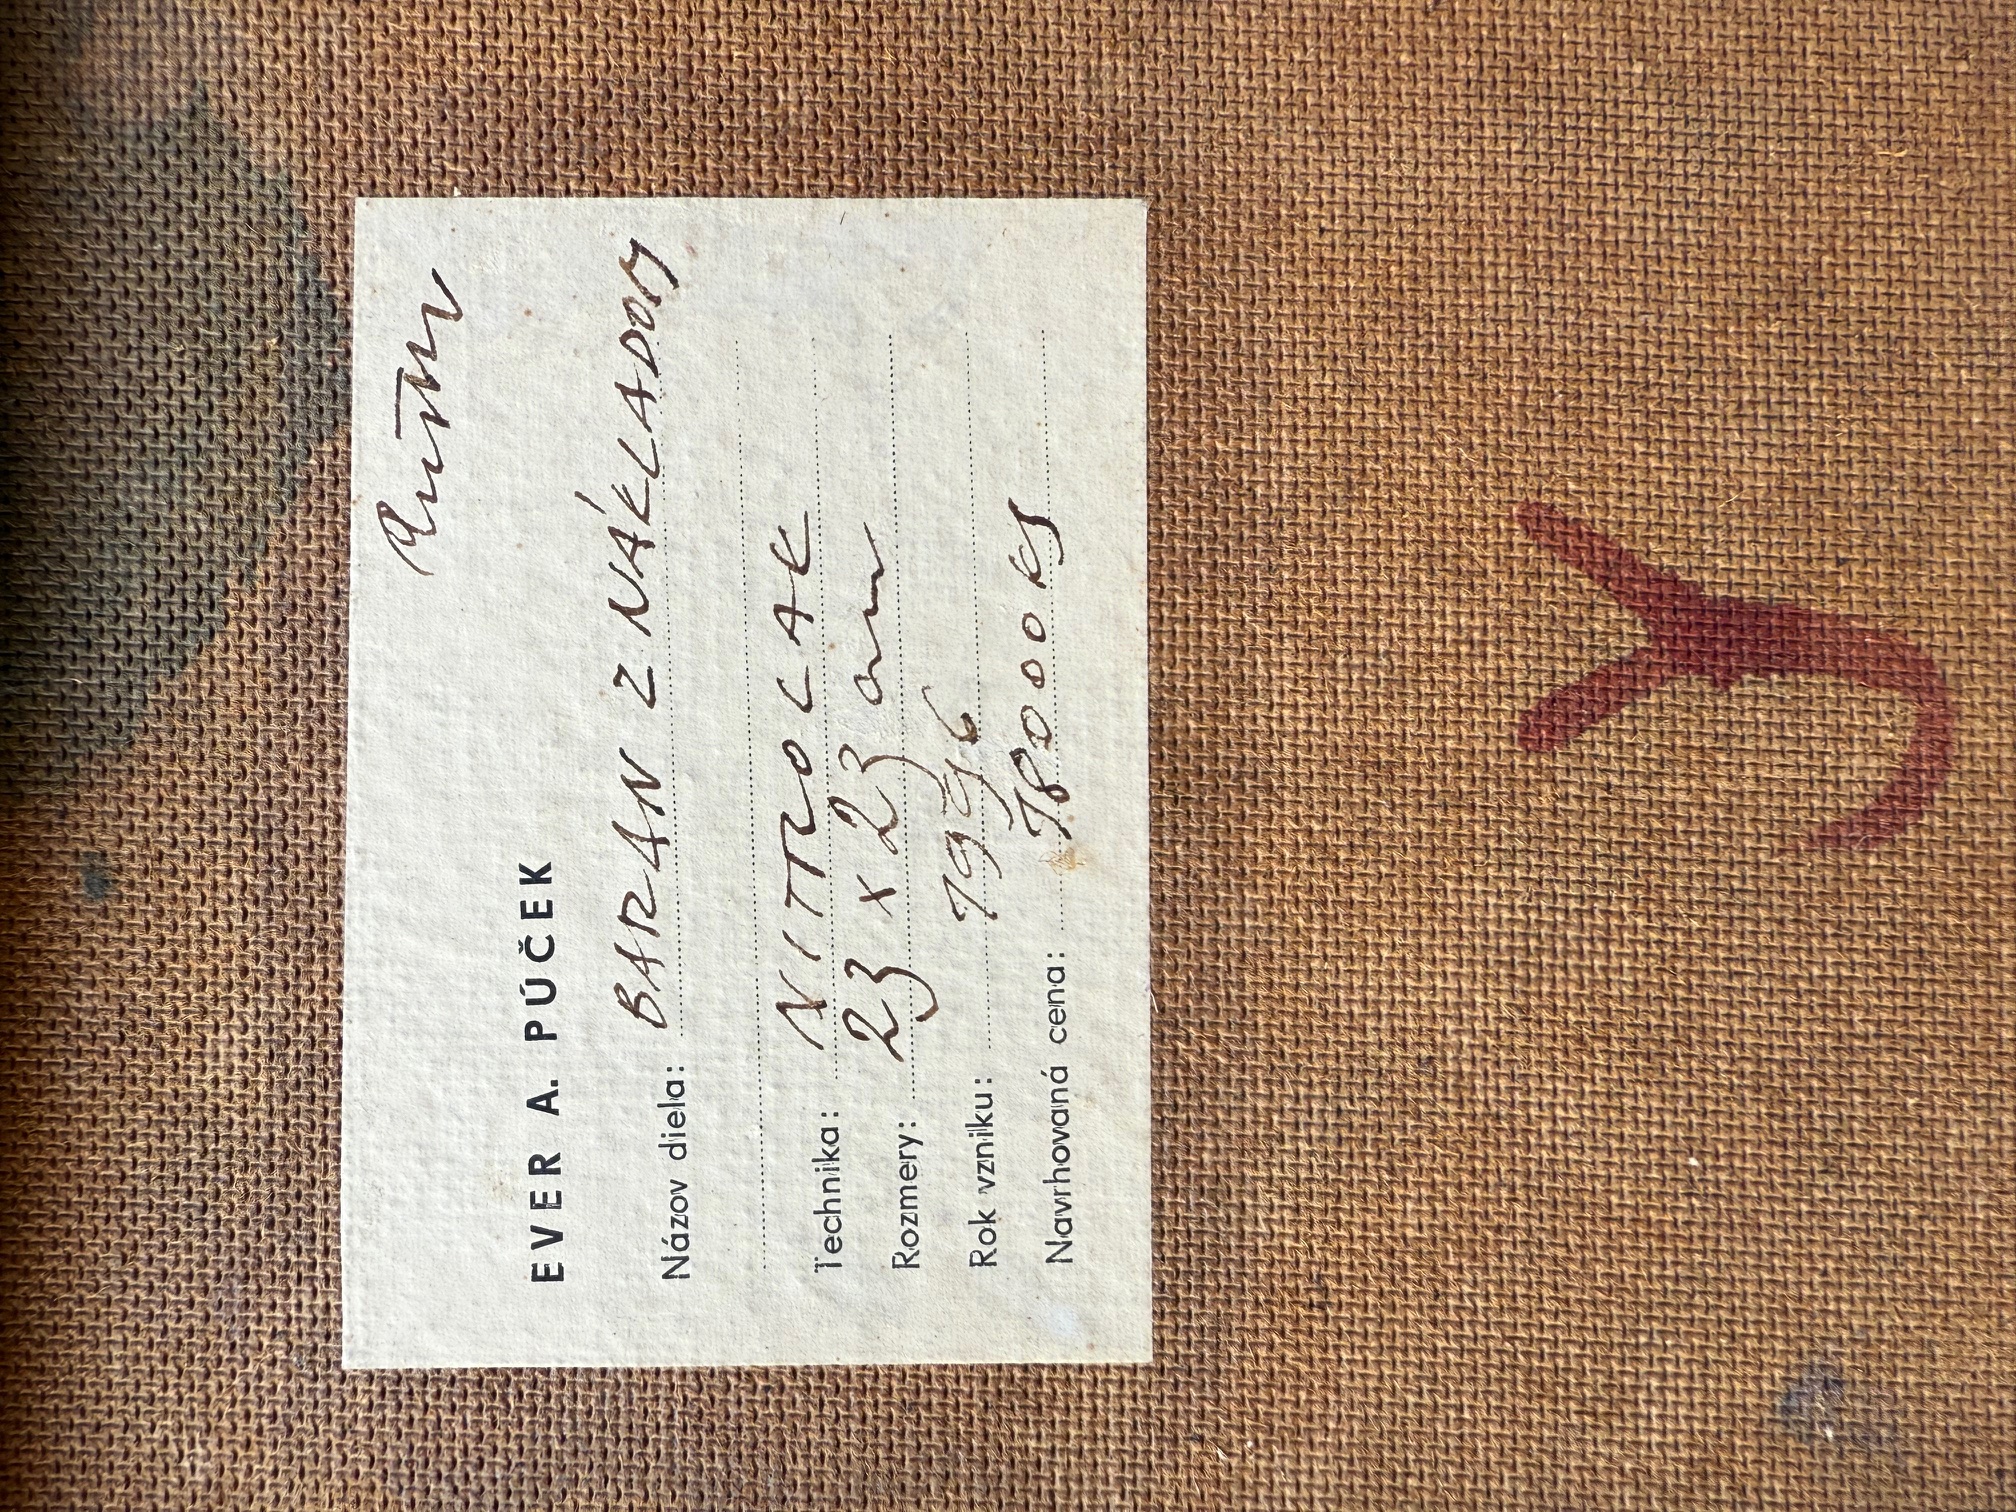 EVER A. PÚČEK
Názov diela: BARAN Z NÁKLADOM
Technika: NITROLAK
Rozmery: 23 x 23 cm
Rok vzniku: 1996
Navrhovaná cena: 18000 KS